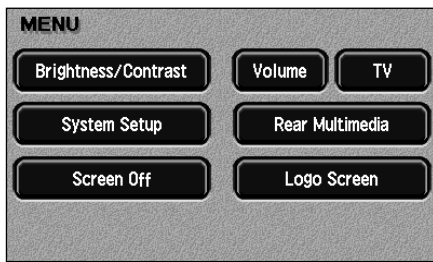 MENU
Brightness/Contrast Volume TV
System Setup Rear Multimedia
Screen Off Logo Screen